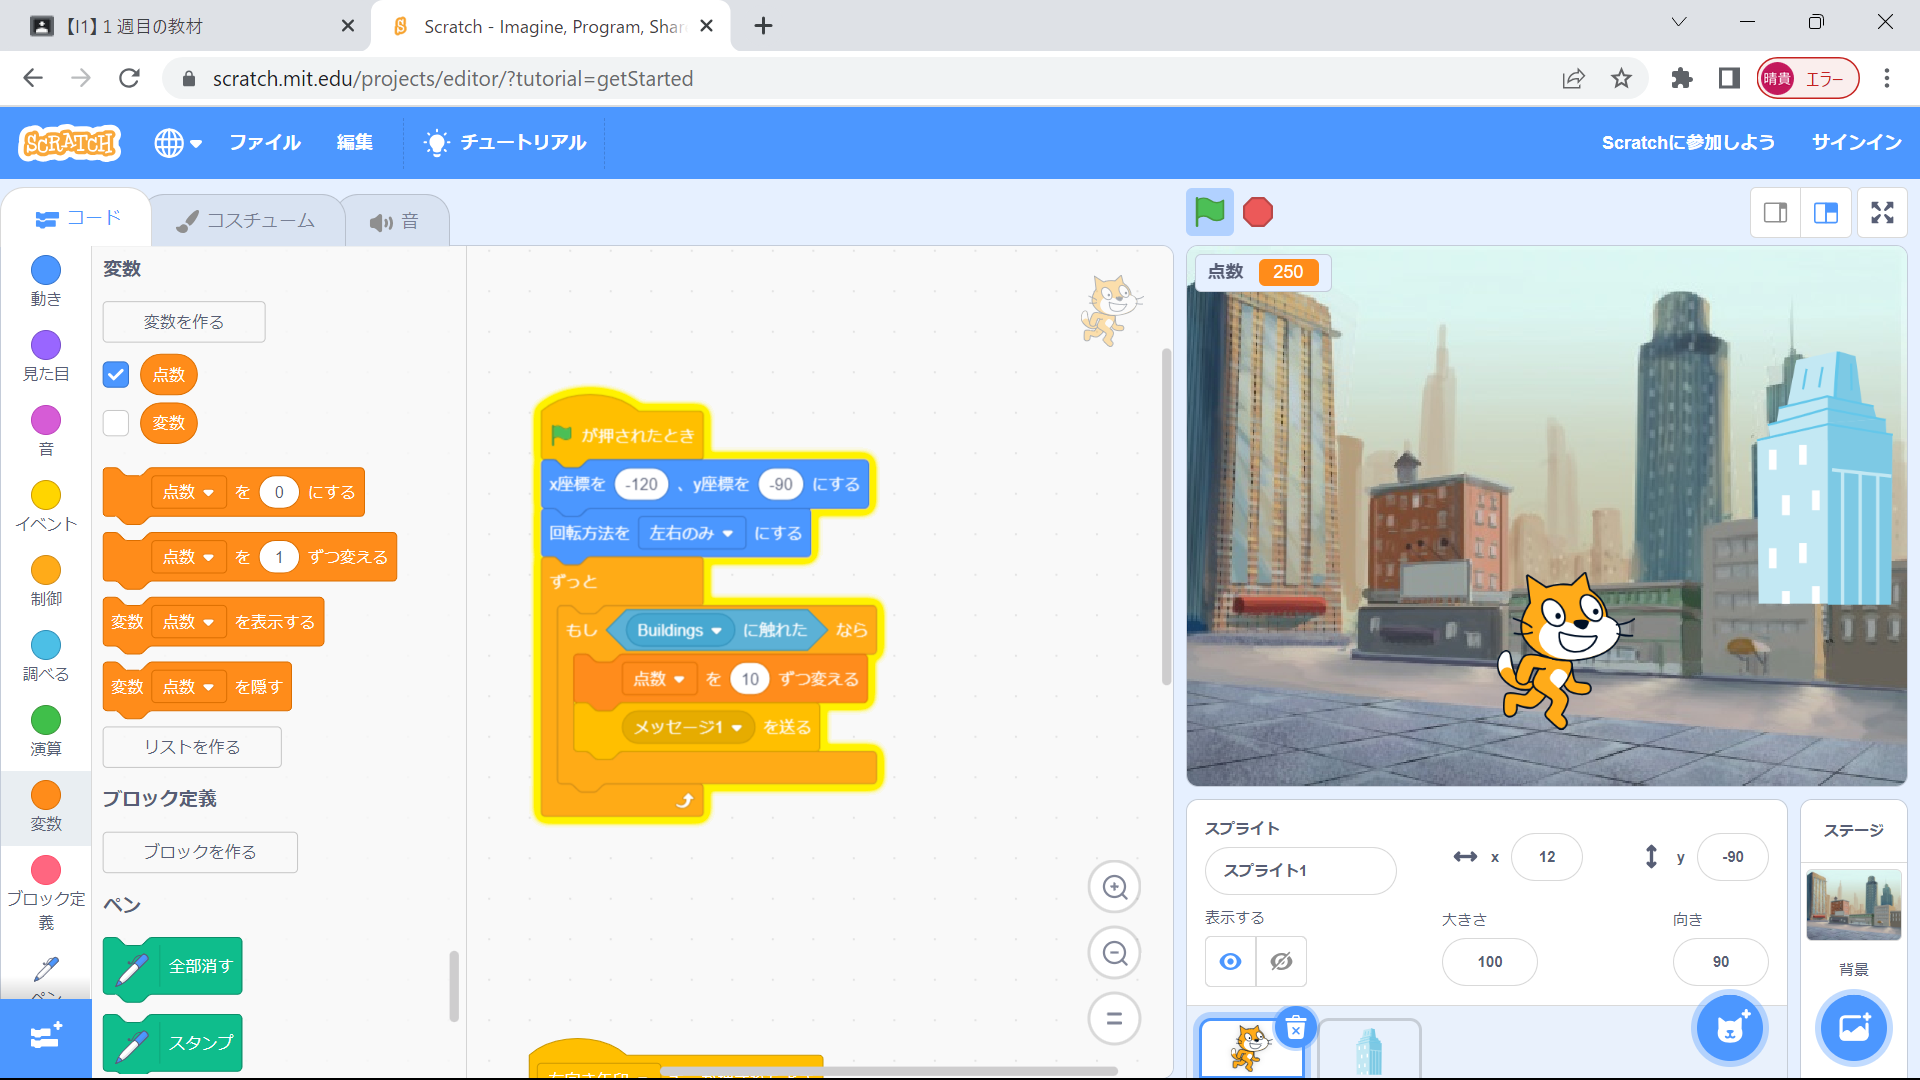 【I1】1 週目の教材
Scratch - Imagine, Program, Shar
scratch.mit.edu/projects/editor/?tutorial=getStarted
晴貴 エラー
SCRATCH ファイル 編集 チュートリアル Scratchに参加しよう サインイン
コード コスチューム 音
動き
見た目
音
イベント
制御
調べる
演算
変数
ブロック定
義
ペン
変数
変数を作る
点数
変数
点数 を 0 にする
点数 を 1 ずつ変える
変数 点数 を表示する
変数 点数 を隠す
リストを作る
ブロック定義
ブロックを作る
ペン
全部消す
スタンプ
が押されたとき
x座標を -120 、y座標を -90 にする
回転方法を 左右のみ にする
ずっと
もし Buildings に触れた なら
点数 を 10 ずつ変える
メッセージ1 を送る
点数 250
スプライト
スプライト1
x 12
y -90
表示する
大きさ
100
向き
90
ステージ
背景